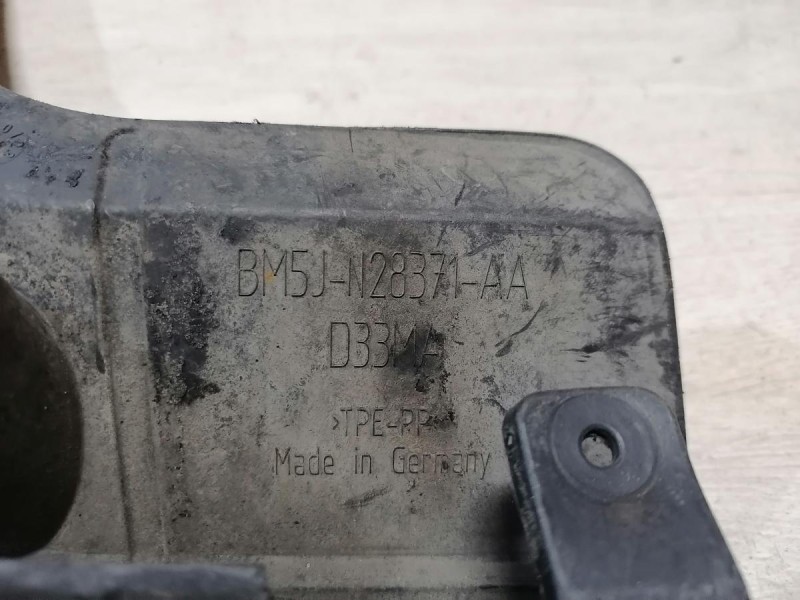 BM5J-N28371-AA
D33MA
>TPE-PP<
Made in Germany